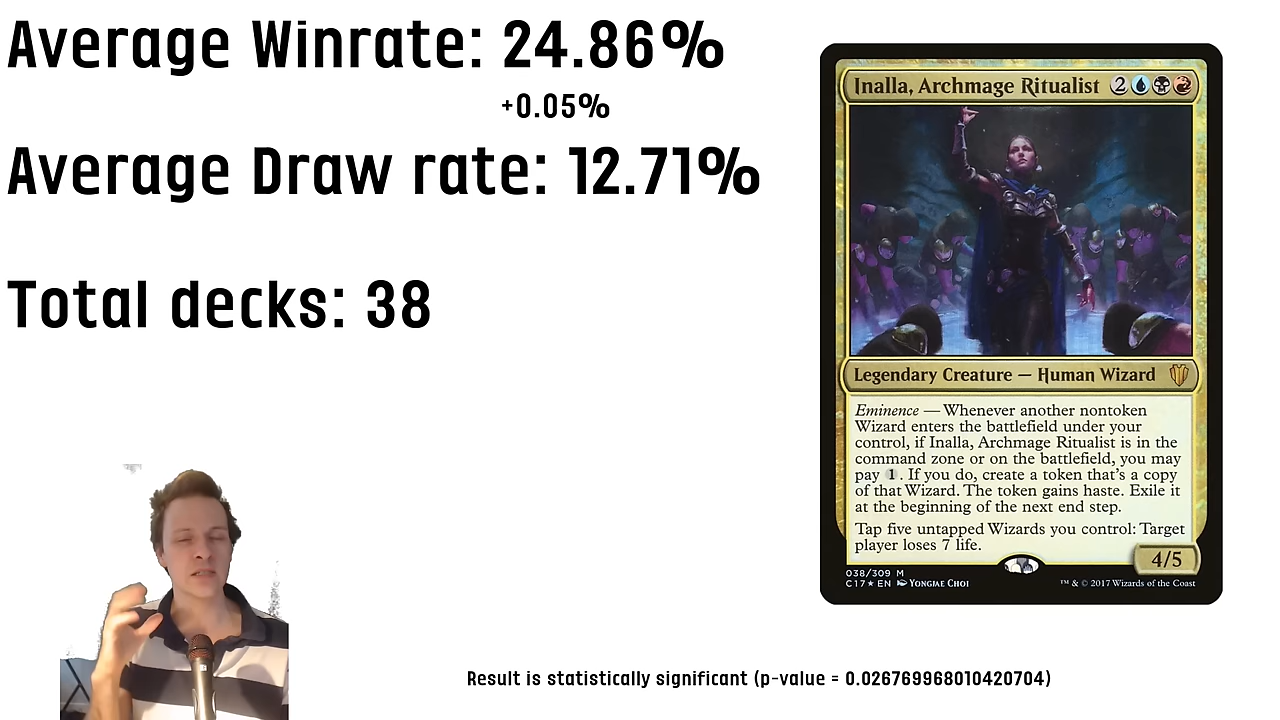 Average Winrate: 24.86%
+0.05%
Average Draw rate: 12.71%
Total decks: 38
Inalla, Archmage Ritualist 2
Legendary Creature — Human Wizard
Eminence — Whenever another nontoken
Wizard enters the battlefield under your
control, if Inalla, Archmage Ritualist is in the
command zone or on the battlefield, you may
pay 1. If you do, create a token that's a copy
of that Wizard. The token gains haste. Exile it
at the beginning of the next end step.
Tap five untapped Wizards you control: Target
player loses 7 life.
4/5
038/309 M
C17★EN Yongjae Choi
™ & © 2017 Wizards of the Coast
Result is statistically significant (p-value = 0.026769968010420704)